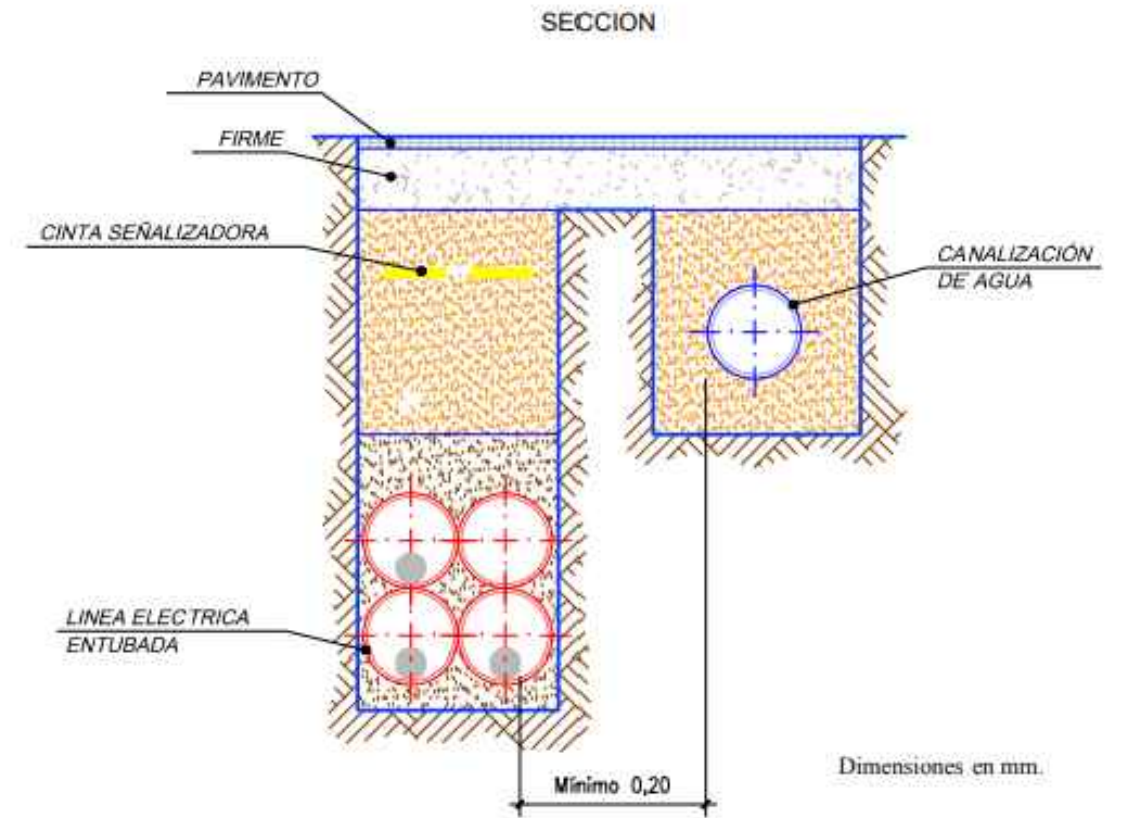 SECCION
PAVIMENTO
FIRME
CINTA SEÑALIZADORA
CANALIZACIÓN
DE AGUA
LINEA ELECTRICA
ENTUBADA
Dimensiones en mm.
Mínimo 0,20